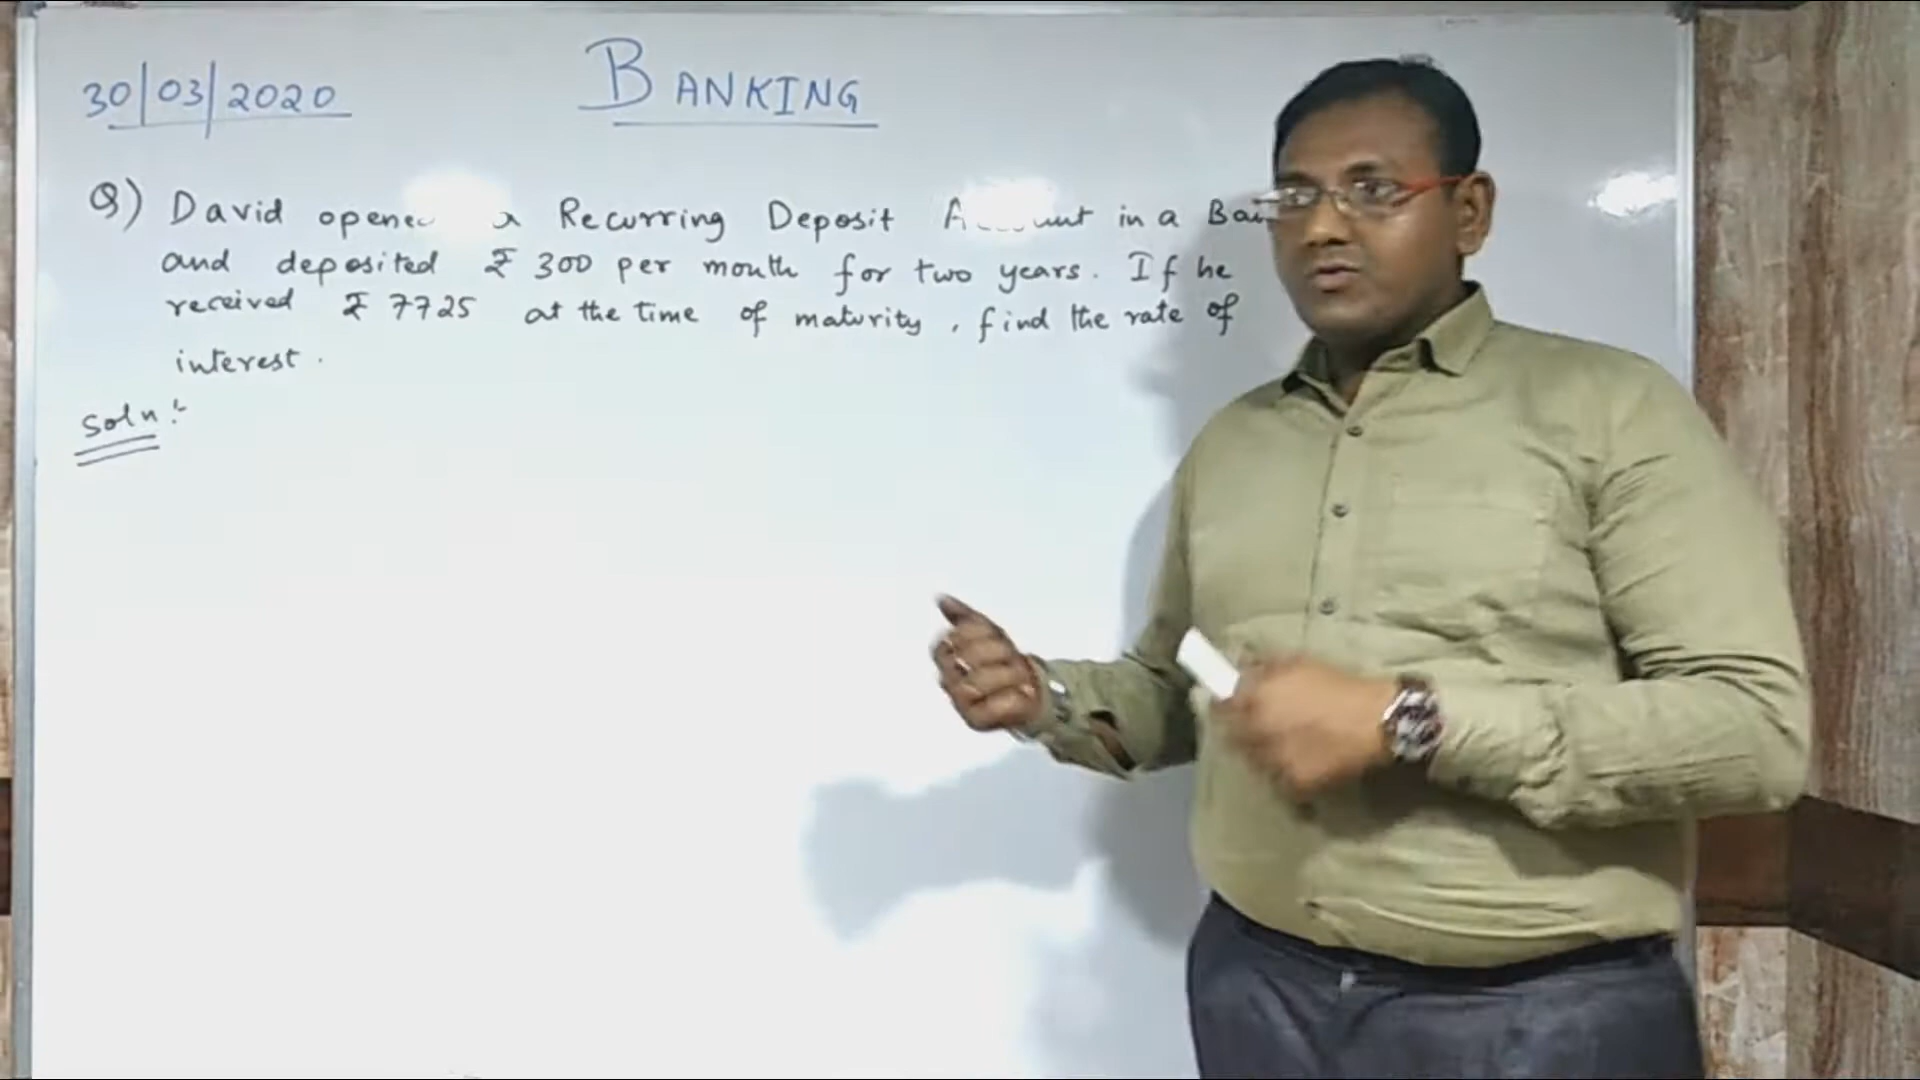 30/03/2020 BANKING
Q) David Recurring Deposit in a
and deposited ₹ 300 per month for two years. If he
received ₹ 7725 at the time of maturity, find the rate of
interest.
Soln :-